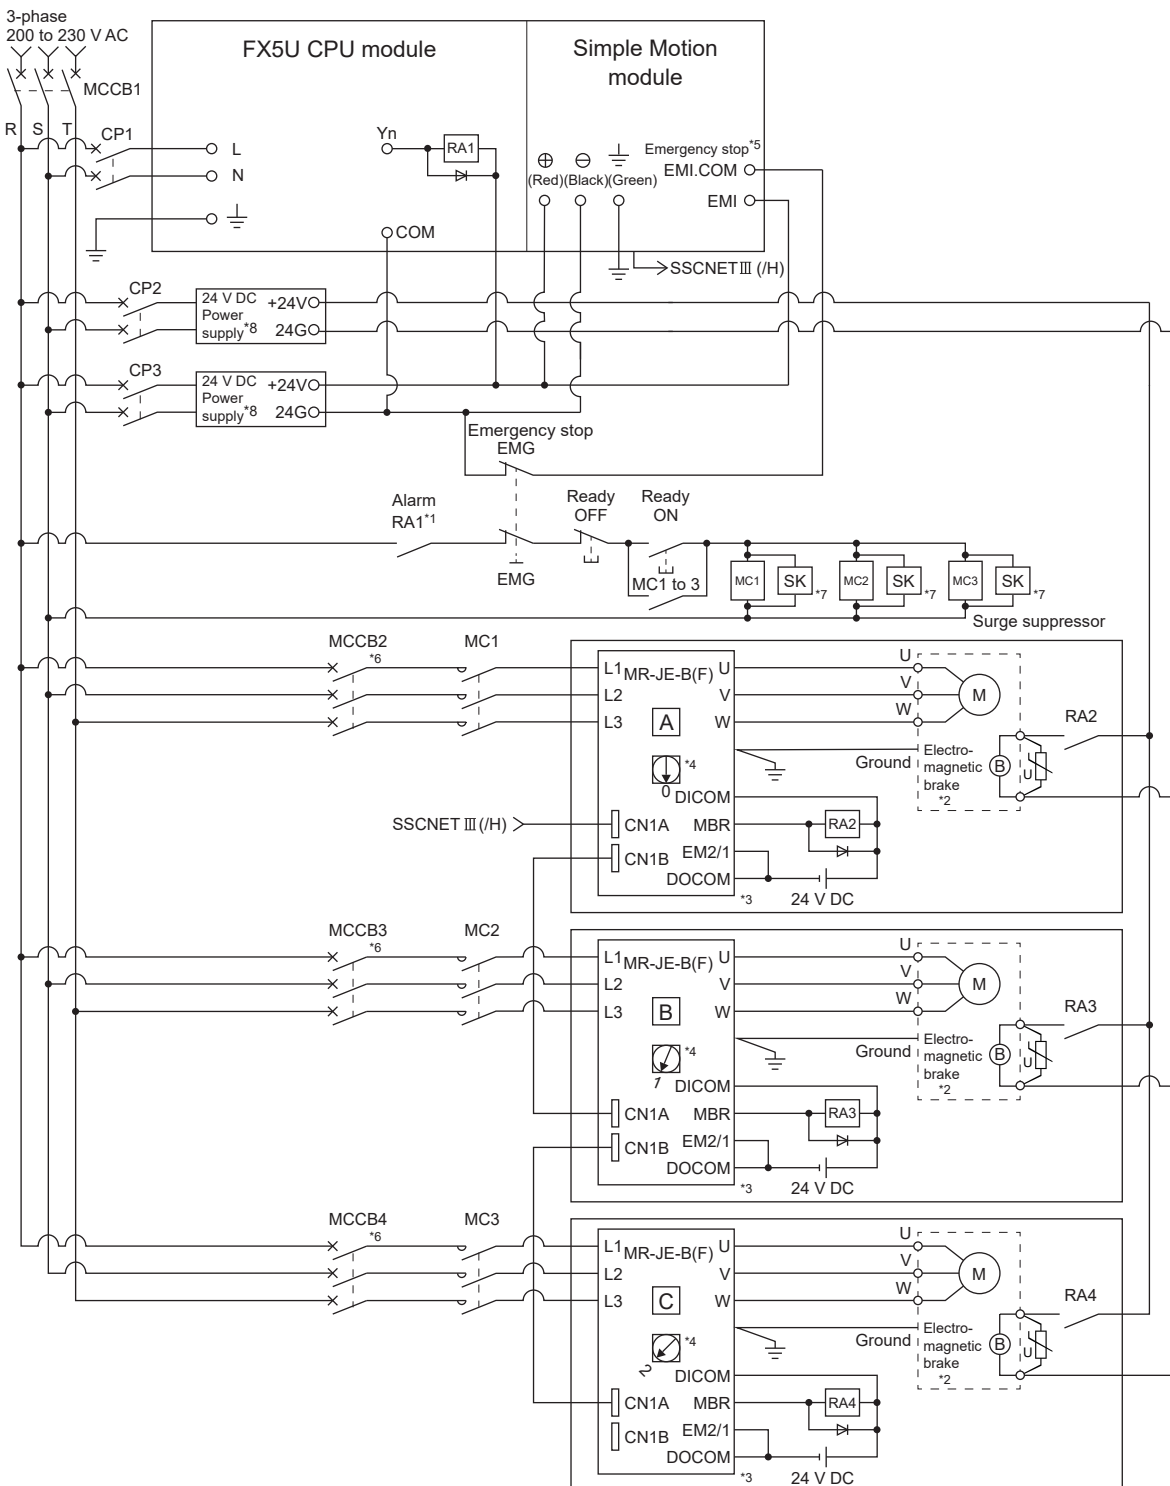 3-phase
200 to 230 V AC
MCCB1
R S T
CP1
FX5U CPU module
Simple Motion
module
L
N
Yn
RA1
COM
⊕ ⊖
(Red)(Black)(Green)
Emergency stop*5
EMI.COM
EMI
SSCNETⅢ(/H)
CP2
24 V DC
Power
supply*8
+24V
24G
CP3
24 V DC
Power
supply*8
+24V
24G
Emergency stop
EMG
Alarm
RA1*1
EMG
Ready
OFF
Ready
ON
MC1 to 3
MC1
SK
*7
MC2
SK
*7
MC3
SK
*7
Surge suppressor
MCCB2
*6
MC1
L1
L2
L3
MR-JE-B(F)
A
*4
0
U
V
W
U
V
W
M
Ground
Electro-
magnetic
brake
*2
B
U
RA2
DICOM
MBR
EM2/1
DOCOM
RA2
24 V DC
*3
SSCNETⅢ(/H)
CN1A
CN1B
MCCB3
*6
MC2
L1
L2
L3
MR-JE-B(F)
B
*4
1
U
V
W
U
V
W
M
Ground
Electro-
magnetic
brake
*2
B
U
RA3
DICOM
MBR
EM2/1
DOCOM
RA3
24 V DC
*3
CN1A
CN1B
MCCB4
*6
MC3
L1
L2
L3
MR-JE-B(F)
C
*4
2
U
V
W
U
V
W
M
Ground
Electro-
magnetic
brake
*2
B
U
RA4
DICOM
MBR
EM2/1
DOCOM
RA4
24 V DC
*3
CN1A
CN1B